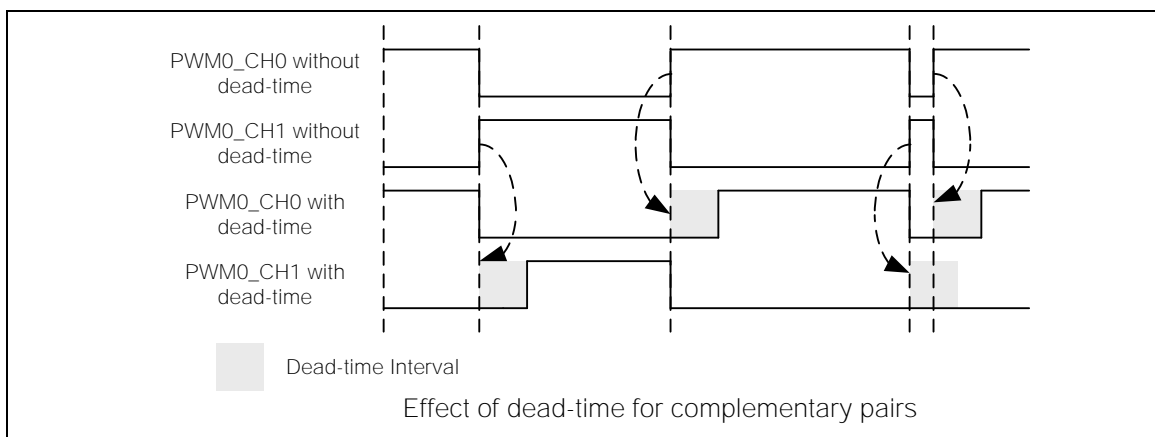 PWM0_CH0 without
dead-time
PWM0_CH1 without
dead-time
PWM0_CH0 with
dead-time
PWM0_CH1 with
dead-time
Dead-time Interval
Effect of dead-time for complementary pairs